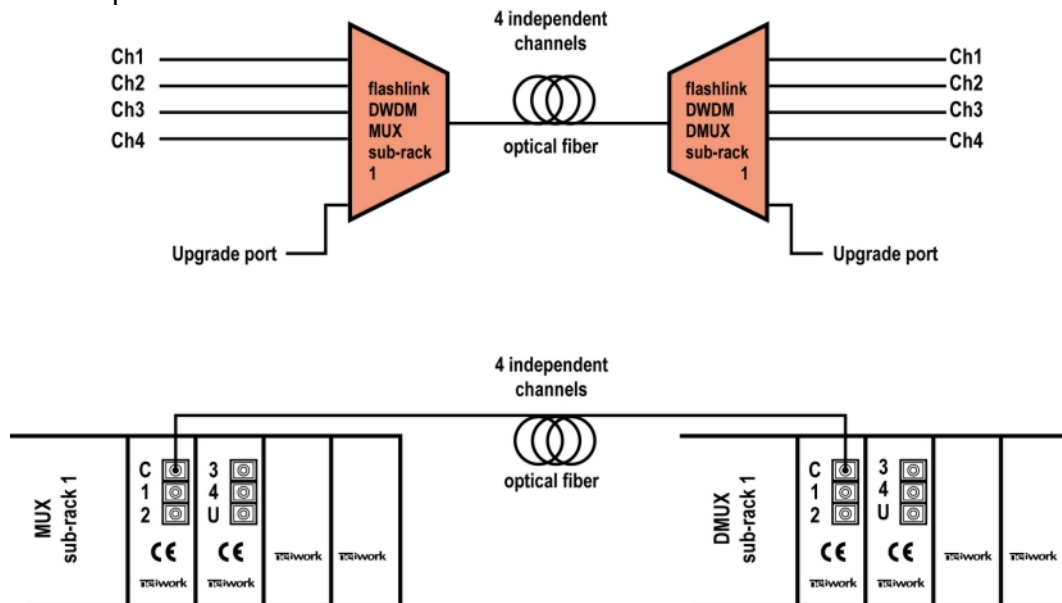 4 independent
channels
Ch1
Ch2
Ch3
Ch4
flashlink
DWDM
MUX
sub-rack
1
optical fiber
flashlink
DWDM
DMUX
sub-rack
1
Ch1
Ch2
Ch3
Ch4
Upgrade port
Upgrade port
4 independent
channels
optical fiber
MUX
sub-rack 1
C
1
2
CE
3
4
U
CE
DMUX
sub-rack 1
C
1
2
CE
3
4
U
CE